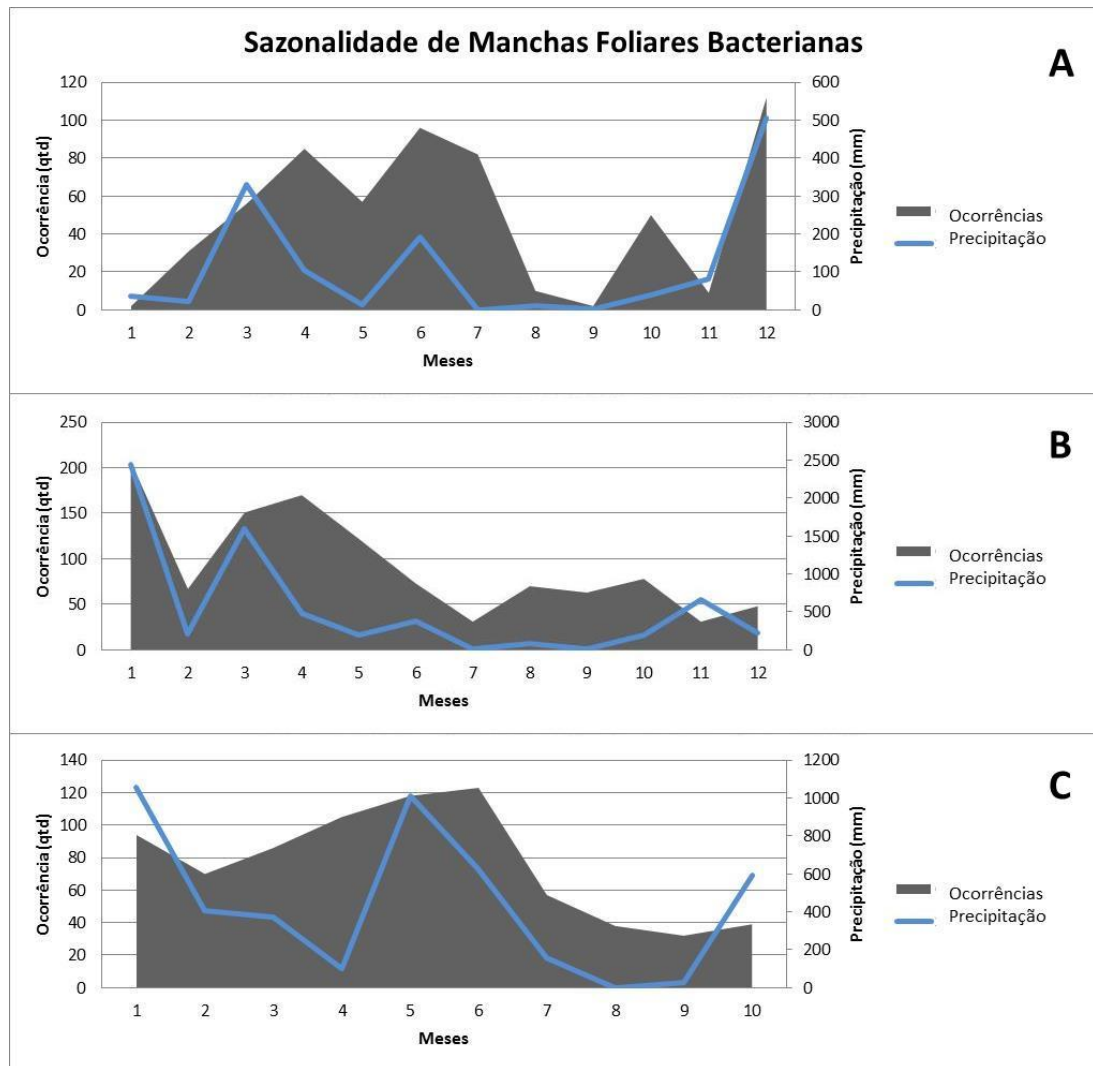 Sazonalidade de Manchas Foliares Bacterianas
A
Ocorrência (qtd)
120
100
80
60
40
20
0
600
500
400
300
200
100
0
Precipitação (mm)
1 2 3 4 5 6 7 8 9 10 11 12
Meses
Ocorrências
Precipitação
B
Ocorrência (qtd)
250
200
150
100
50
0
3000
2500
2000
1500
1000
500
0
Precipitação (mm)
1 2 3 4 5 6 7 8 9 10 11 12
Meses
Ocorrências
Precipitação
C
Ocorrência (qtd)
140
120
100
80
60
40
20
0
1200
1000
800
600
400
200
0
Precipitação (mm)
1 2 3 4 5 6 7 8 9 10
Meses
Ocorrências
Precipitação